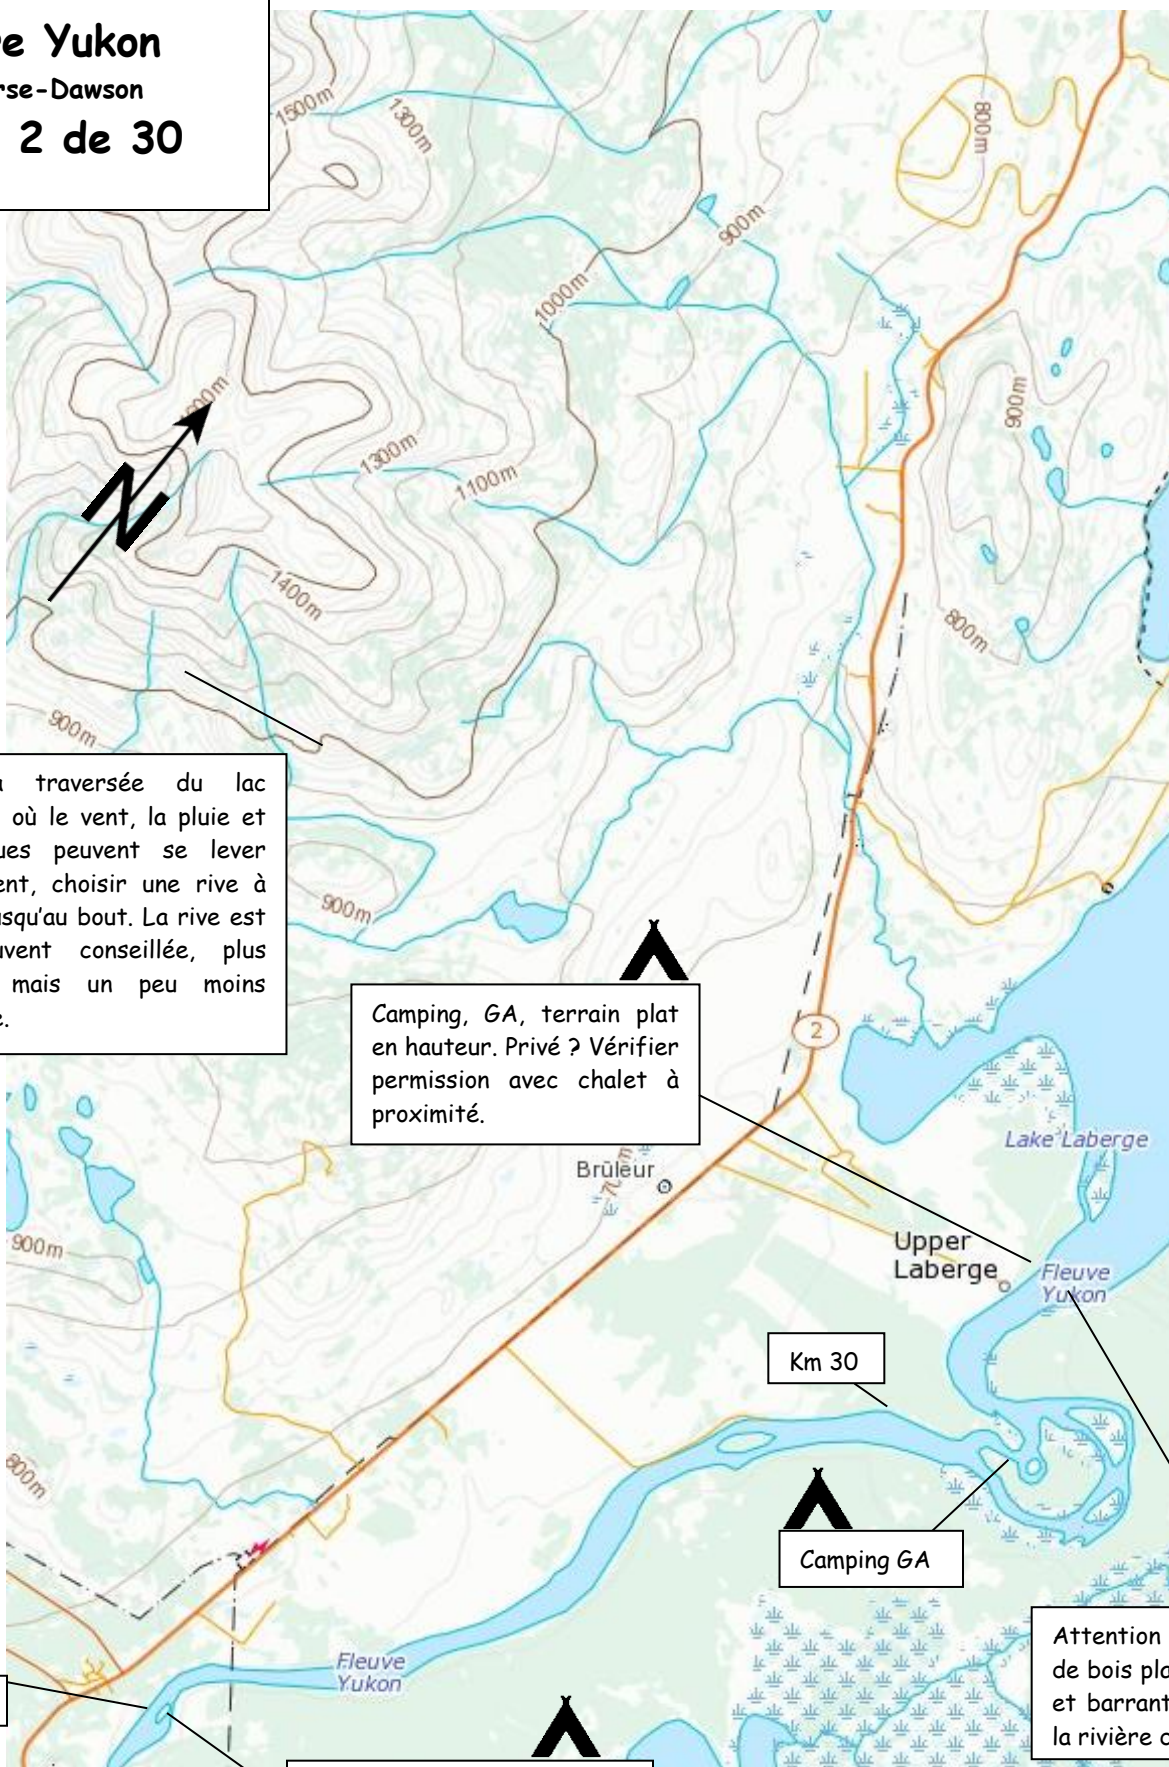 e Yukon
rse-Dawson
2 de 30
1500m
1300m
800m
900m
1000m
1300m
1100m
900m
N
1400m
800m
900m
traversée du lac
où le vent, la pluie et
ues peuvent se lever
ent, choisir une rive à
usqu'au bout. La rive est
uvent conseillée, plus
mais un peu moins
e.
900m
Camping, GA, terrain plat
en hauteur. Privé ? Vérifier
permission avec chalet à
proximité.
2
Lake Laberge
Brûleur
900m
Upper
Laberge
Fleuve
Yukon
Km 30
800m
Camping GA
Attention
de bois pla
et barrant
la rivière
Fleuve
Yukon